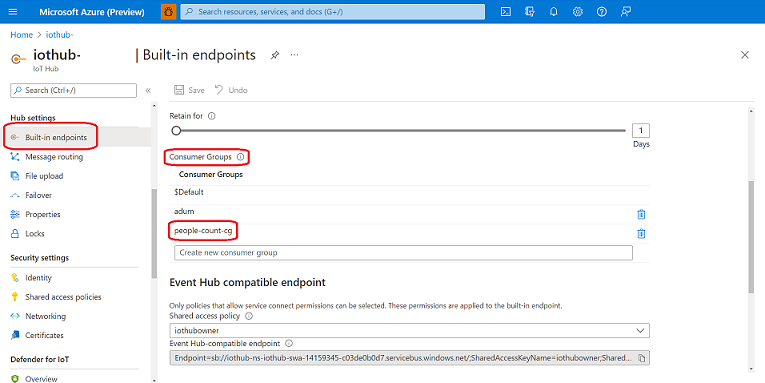 Microsoft Azure (Preview)
Search resources, services, and docs (G+/)
Home > iothub-
iothub-
IoT Hub
| Built-in endpoints
Search (Ctrl+/)
Save
Undo
Hub settings
Built-in endpoints
Message routing
File upload
Failover
Properties
Locks
Security settings
Identity
Shared access policies
Networking
Certificates
Defender for IoT
Overview
Retain for
1
Days
Consumer Groups
Consumer Groups
$Default
adum
people-count-cg
Create new consumer group
Event Hub compatible endpoint
Only policies that allow service connect permissions can be selected. These permissions are applied to the built-in endpoint.
Shared access policy
iothubowner
Event Hub-compatible endpoint
Endpoint=sb://iothub-ns-iothub-swa-14159345-c03de0b0d7.servicebus.windows.net/;SharedAccessKeyName=iothubowner;Shared...